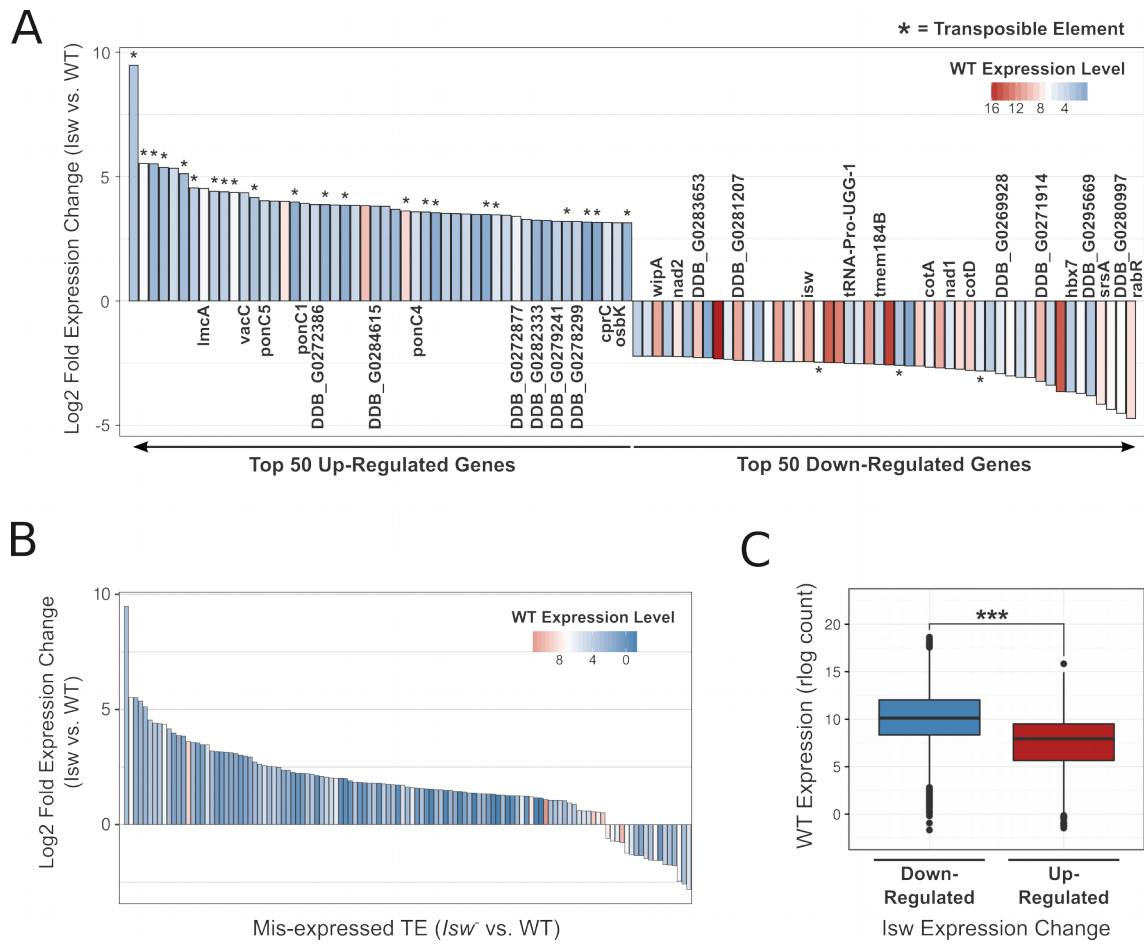 A
* = Transposible Element
WT Expression Level
16 12 8 4
Log2 Fold Expression Change (Isw vs. WT)
10
5
0
-5
* * * * * * * * * * * * * * * * * * * * * * * * *
lmcA
vacC
ponC5
ponC1
DDB_G0272386
DDB_G0284615
ponC4
DDB_G0272877
DDB_G0282333
DDB_G0279241
DDB_G0278299
cprC
osbK
wipA
nad2
DDB_G0283653
DDB_G0281207
isw
tRNA-Pro-UGG-1
tmem184B
cotA
nad1
cotD
DDB_G0269928
DDB_G0271914
hbx7
DDB_G0295669
srsA
DDB_G0280997
rabR
* * *
Top 50 Up-Regulated Genes
Top 50 Down-Regulated Genes
B
WT Expression Level
8 4 0
Log2 Fold Expression Change
(Isw vs. WT)
10
5
0
Mis-expressed TE (Isw- vs. WT)
C
WT Expression (rlog count)
20
15
10
5
0
***
Down-
Regulated
Up-
Regulated
Isw Expression Change